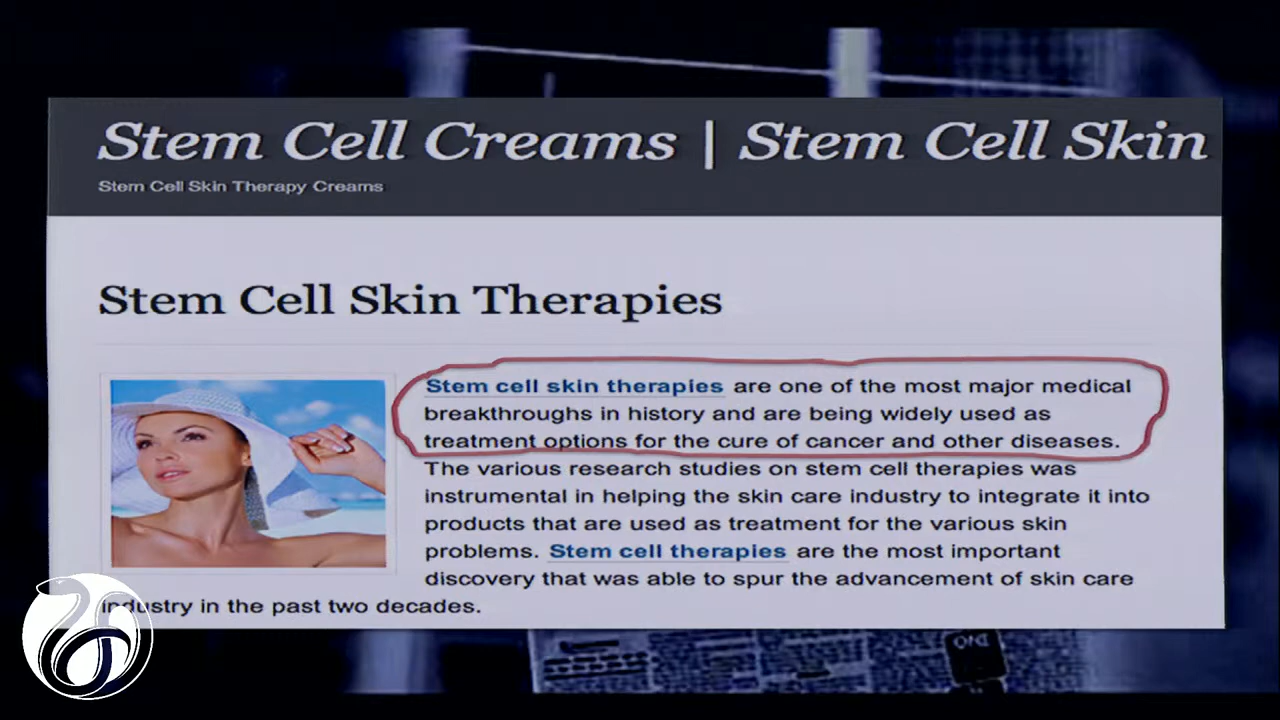 Stem Cell Creams | Stem Cell Skin
Stem Cell Skin Therapy Creams
Stem Cell Skin Therapies
Stem cell skin therapies are one of the most major medical
breakthroughs in history and are being widely used as
treatment options for the cure of cancer and other diseases.
The various research studies on stem cell therapies was
instrumental in helping the skin care industry to integrate it into
products that are used as treatment for the various skin
problems. Stem cell therapies are the most important
discovery that was able to spur the advancement of skin care
industry in the past two decades.